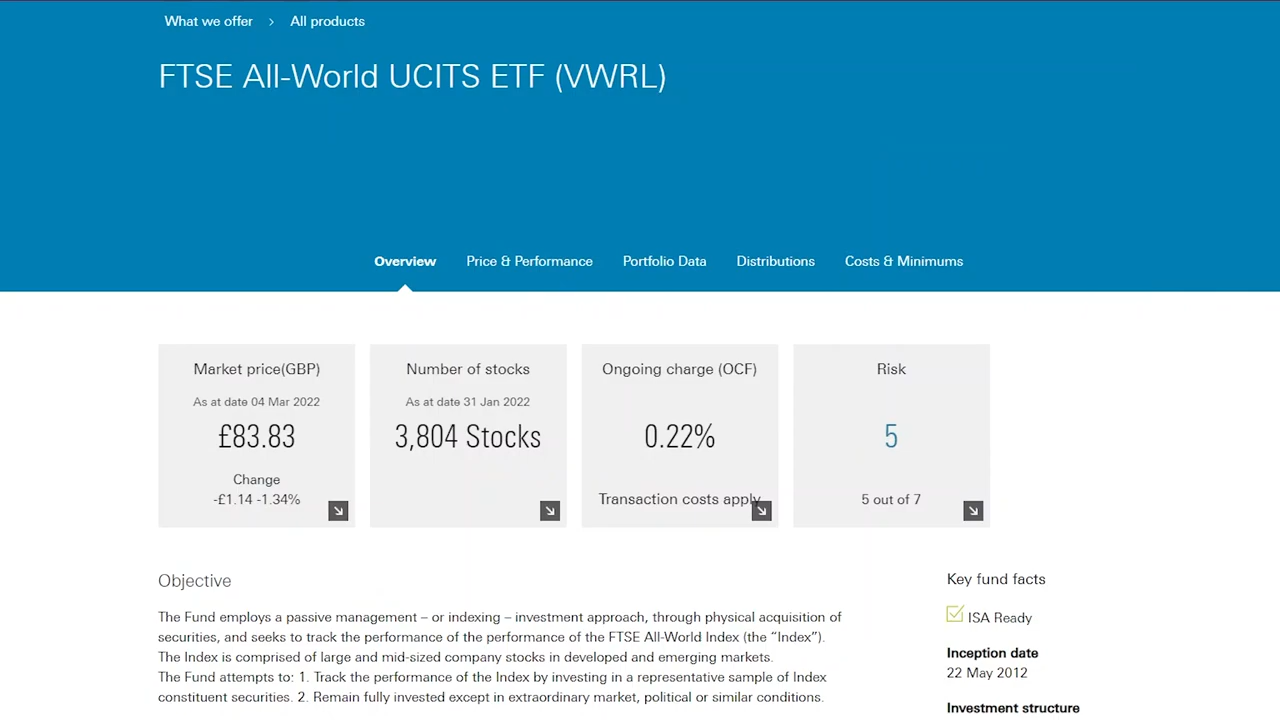 What we offer > All products
FTSE All-World UCITS ETF (VWRL)
Overview Price & Performance Portfolio Data Distributions Costs & Minimums
Market price(GBP)
As at date 04 Mar 2022
£83.83
Change
-£1.14 -1.34%
Number of stocks
As at date 31 Jan 2022
3,804 Stocks
Ongoing charge (OCF)
0.22%
Transaction costs apply
Risk
5
5 out of 7
Objective
The Fund employs a passive management – or indexing – investment approach, through physical acquisition of
securities, and seeks to track the performance of the performance of the FTSE All-World Index (the “Index”).
The Index is comprised of large and mid-sized company stocks in developed and emerging markets.
The Fund attempts to: 1. Track the performance of the Index by investing in a representative sample of Index
constituent securities. 2. Remain fully invested except in extraordinary market, political or similar conditions.
Key fund facts
ISA Ready
Inception date
22 May 2012
Investment structure